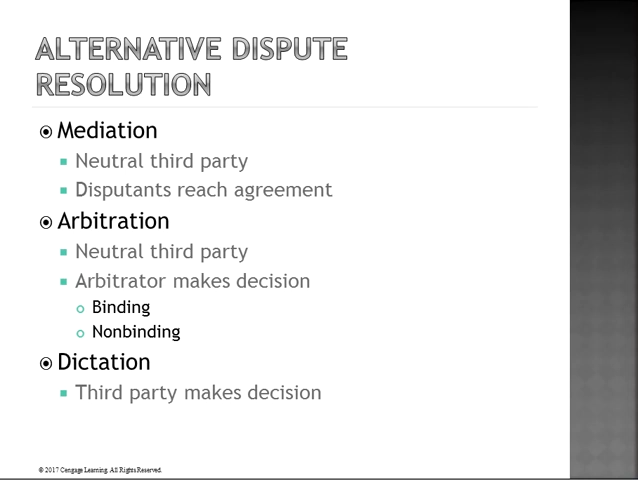 ALTERNATIVE DISPUTE
RESOLUTION
Mediation
Neutral third party
Disputants reach agreement
Arbitration
Neutral third party
Arbitrator makes decision
Binding
Nonbinding
Dictation
Third party makes decision
© 2017 Cengage Learning. All Rights Reserved.